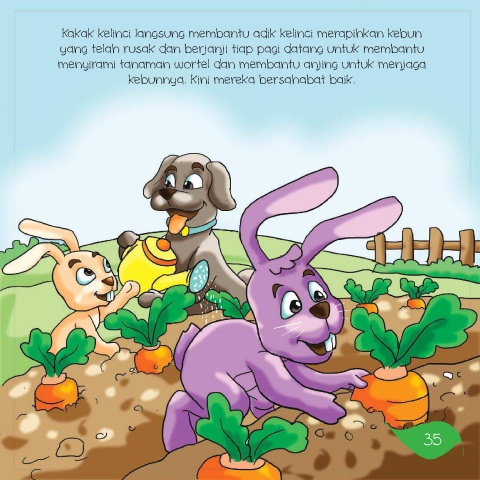 Kakak kelinci langsung membantu adik kelinci merapihkan kebun
yang telah rusak dan berjanji tiap pagi datang untuk membantu
menyirami tanaman wortel dan membantu anjing untuk menjaga
kebunnya. Kini mereka bersahabat baik.
35